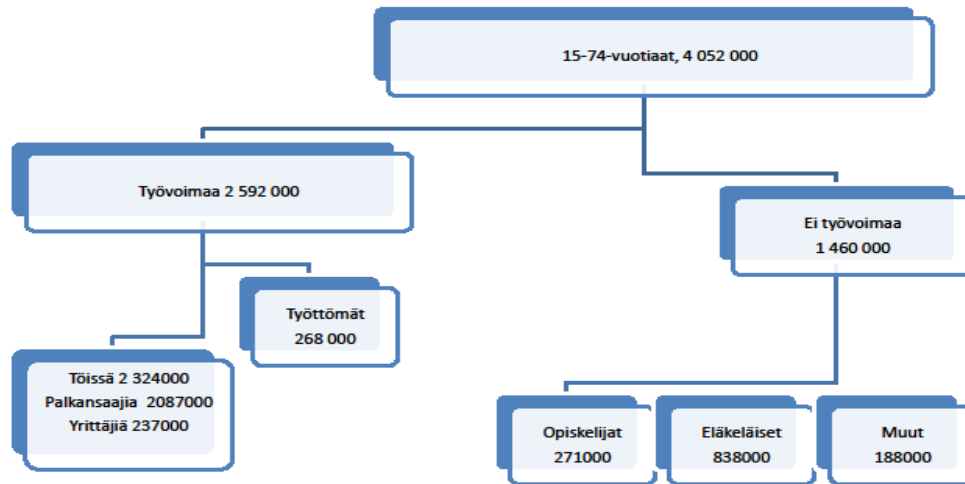 15-74-vuotiaat, 4 052 000
Työvoimaa 2 592 000
Ei työvoimaa
1 460 000
Työttömät
268 000
Töissä 2 324000
Palkansaajia 2087000
Yrittäjiä 237000
Opiskelijat
271000
Eläkeläiset
838000
Muut
188000